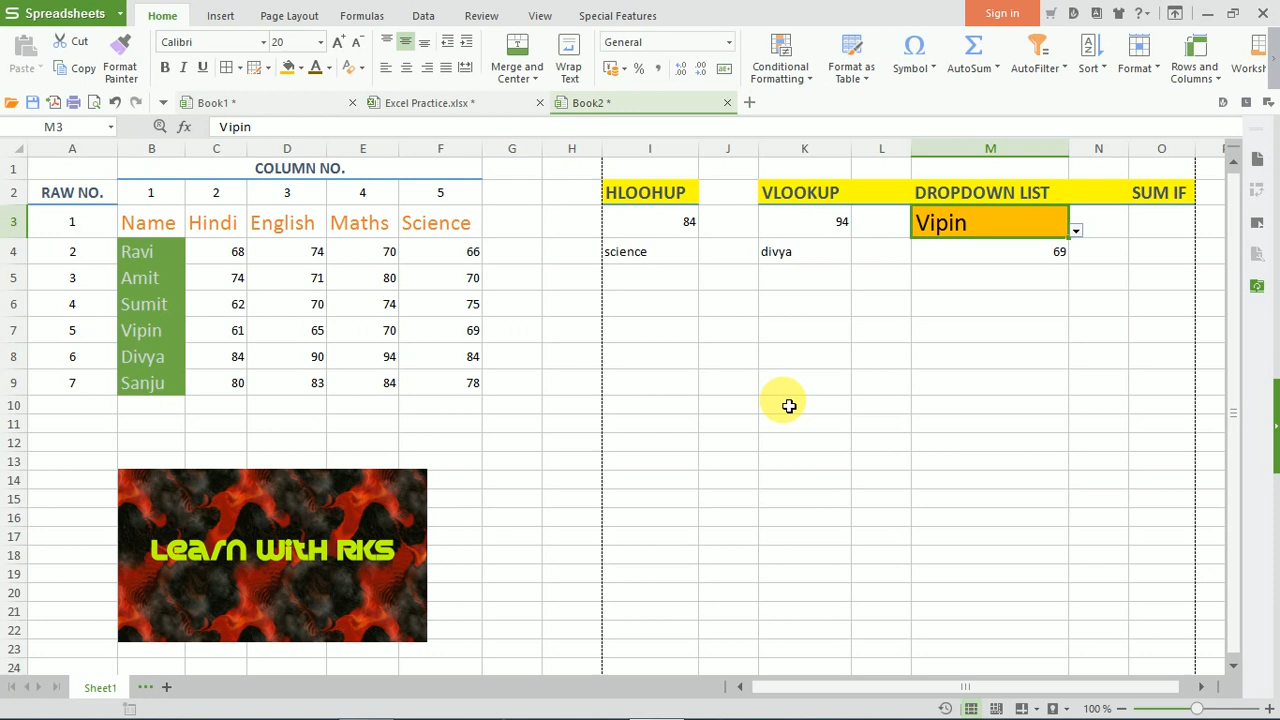 Spreadsheets Home Insert Page Layout Formulas Data Review View Special Features Sign in
Cut Calibri 20 General
Paste Copy Format Painter Merge and Center Wrap Text Conditional Formatting Format as Table Symbol AutoSum AutoFilter Sort Format Rows and Columns Worksh
Book1 * Excel Practice.xlsx * Book2 *
M3 fx Vipin
A B C D E F G H I J K L M N O
1 COLUMN NO.
2 RAW NO. 1 2 3 4 5 HLOOHUP VLOOKUP DROPDOWN LIST SUM IF
3 1 Name Hindi English Maths Science 84 94 Vipin
4 2 Ravi 68 74 70 66 science divya 69
5 3 Amit 74 71 80 70
6 4 Sumit 62 70 74 75
7 5 Vipin 61 65 70 69
8 6 Divya 84 90 94 84
9 7 Sanju 80 83 84 78
10
11
12
13
14
15
16
17
18
19
20
21
22
23
24
Learn With RKS
Sheet1
100 %